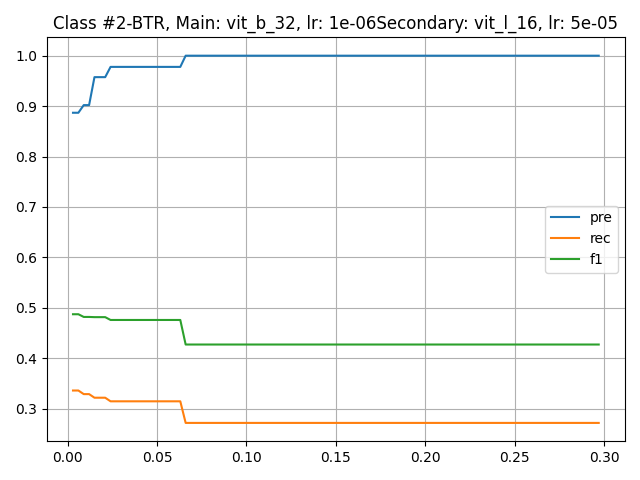 Class #2-BTR, Main: vit_b_32, lr: 1e-06Secondary: vit_l_16, lr: 5e-05
1.0
0.9
0.8
0.7
0.6
0.5
0.4
0.3
pre
rec
f1
0.00 0.05 0.10 0.15 0.20 0.25 0.30